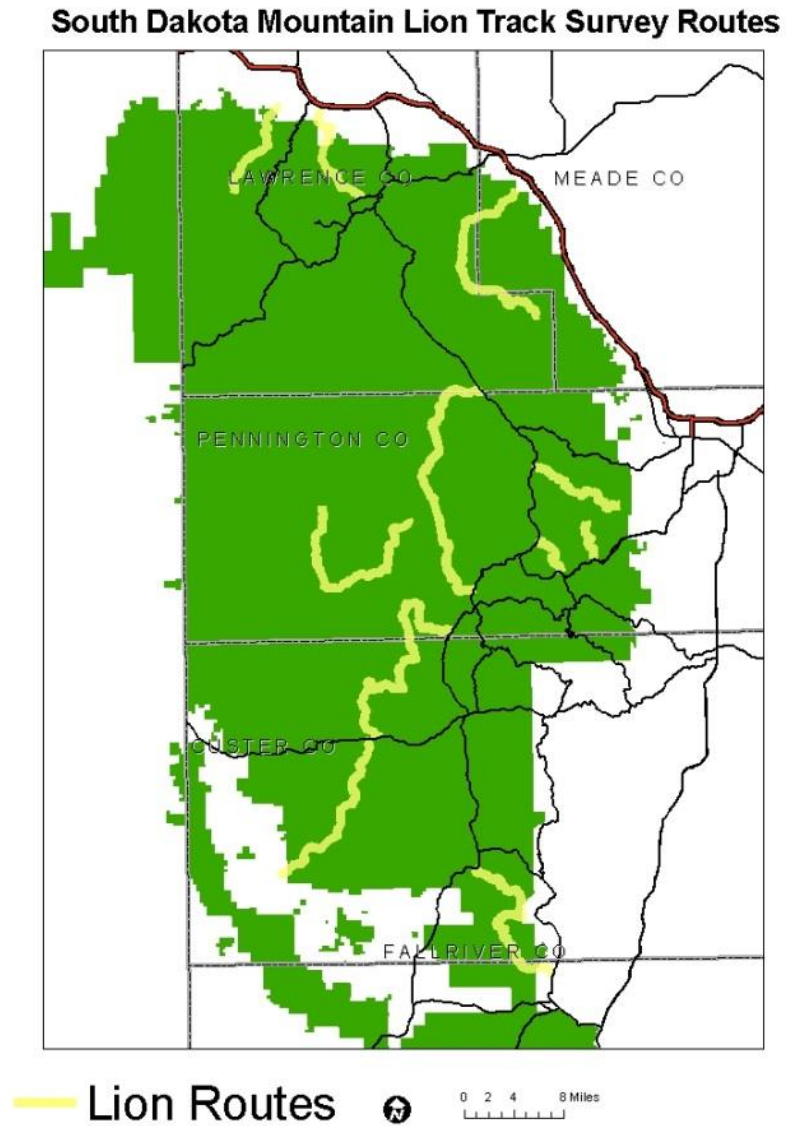 South Dakota Mountain Lion Track Survey Routes
LAWRENCE CO
MEADE CO
PENNINGTON CO
CUSTER CO
FALLRIVER CO
Lion Routes
N
0 2 4 8 Miles